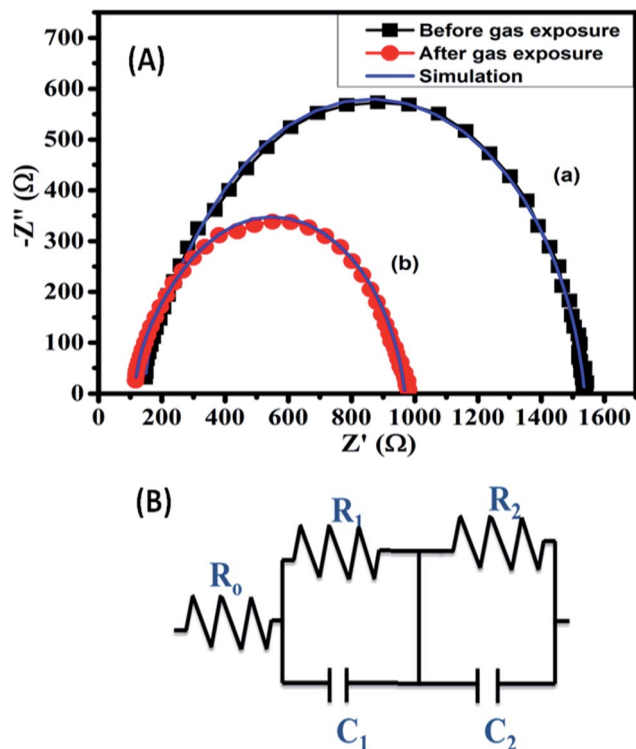 (A)
Before gas exposure
After gas exposure
Simulation
(a)
(b)
700
600
500
400
300
200
100
0
-Z" (Ω)
0 200 400 600 800 1000 1200 1400 1600
Z' (Ω)
(B)
R₁ R₂
Rₒ
C₁ C₂